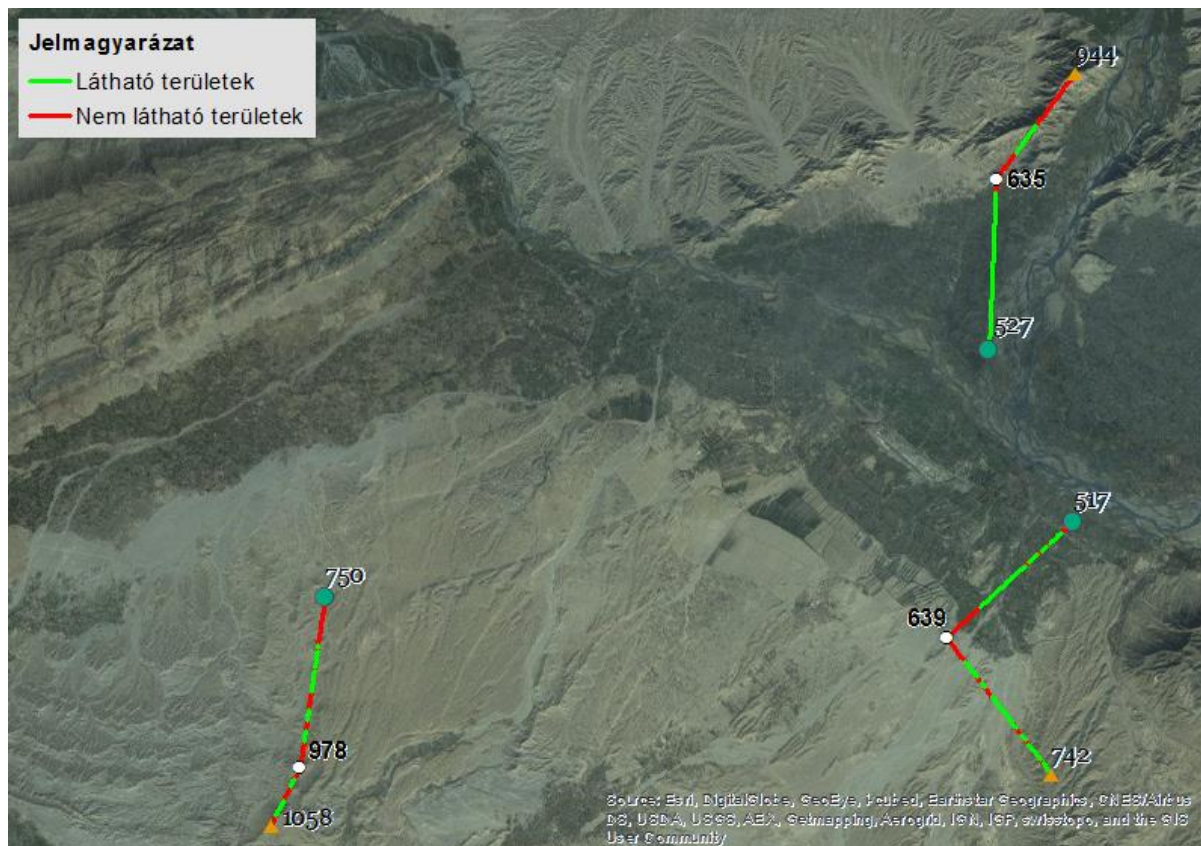 Jelmagyarázat
Látható területek
Nem látható területek
944
635
527
517
750
639
978
742
1058
Source: Esri, DigitalGlobe, GeoEye, i-cubed, Earthstar Geographics, CNES/Airbus
DS, USDA, USGS, AEX, Getmapping, Aerogrid, IGN, IGP, swisstopo, and the GIS
User Community